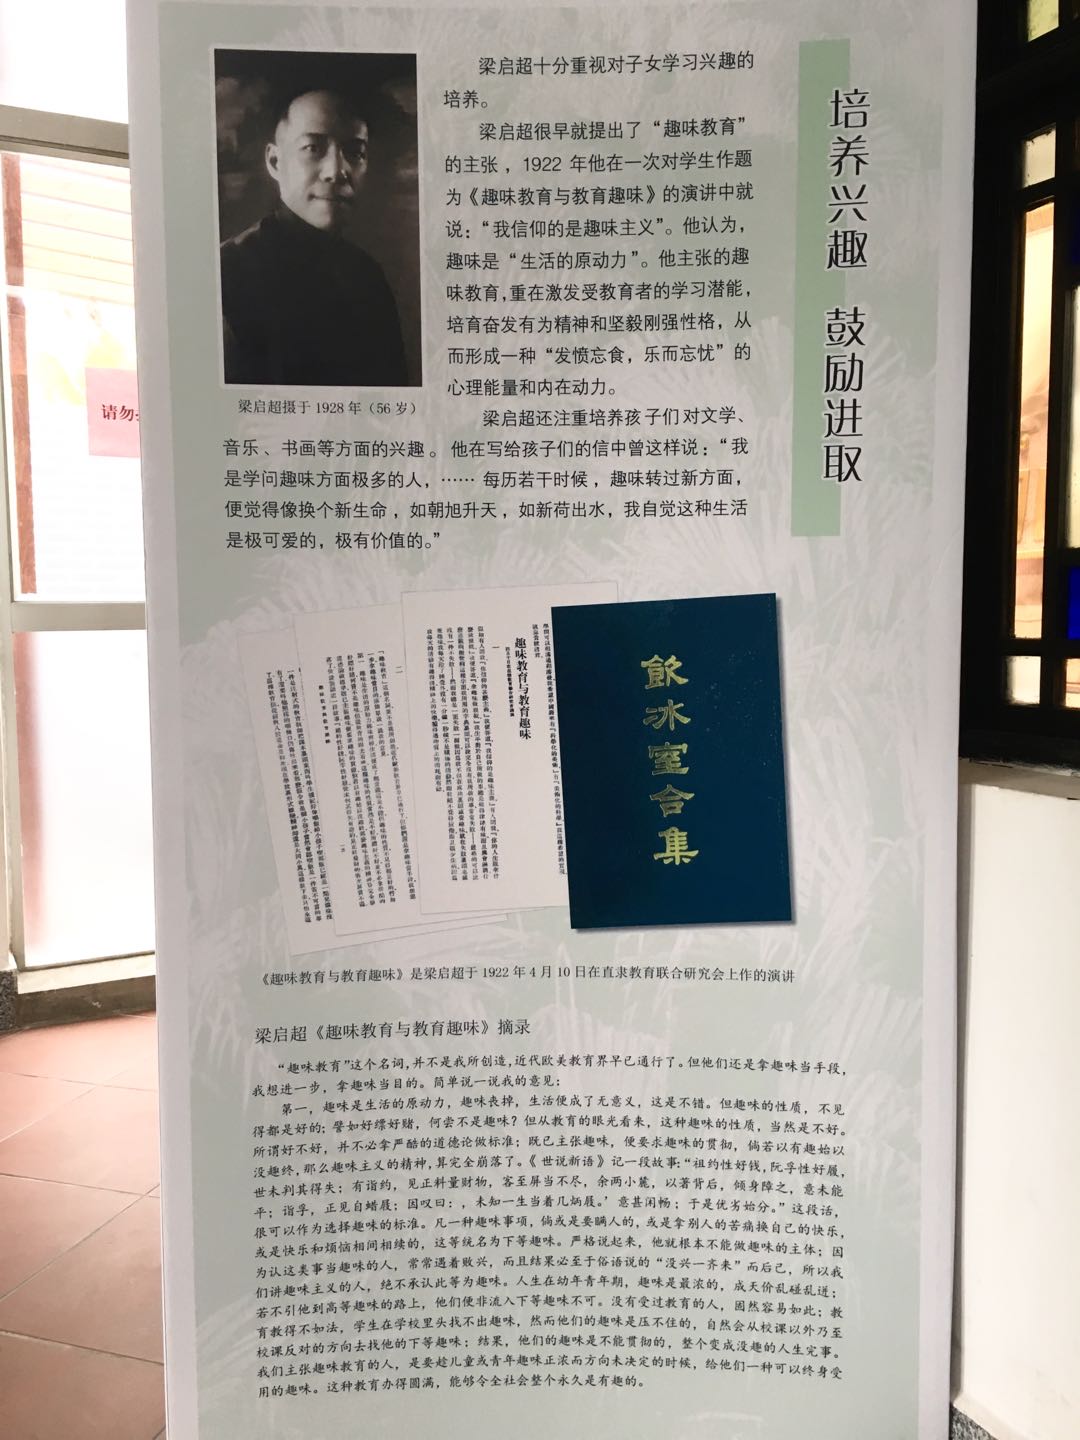 培养兴趣 鼓励进取
梁启超十分重视对子女学习兴趣的
培养。
梁启超很早就提出了“趣味教育”
的主张，1922 年他在一次对学生作题
为《趣味教育与教育趣味》的演讲中就
说：“我信仰的是趣味主义”。他认为，
趣味是“生活的原动力”。他主张的趣
味教育，重在激发受教育者的学习潜能，
培育奋发有为精神和坚毅刚强性格，从
而形成一种“发愤忘食，乐而忘忧”的
心理能量和内在动力。
梁启超还注重培养孩子们对文学、
音乐、书画等方面的兴趣。他在写给孩子们的信中曾这样说：“我
是学问趣味方面极多的人，…… 每历若干时候，趣味转过新方面，
便觉得像换个新生命，如朝旭升天，如新荷出水，我自觉这种生活
是极可爱的，极有价值的。”
梁启超摄于 1928 年（56 岁）
请勿
趣味教育与教育趣味
飲冰室合集
《趣味教育与教育趣味》是梁启超于 1922 年 4 月 10 日在直隶教育联合研究会上作的演讲
梁启超《趣味教育与教育趣味》摘录
“趣味教育”这个名词，并不是我所创造，近代欧美教育界早已通行了。但他们还是拿趣味当手段，
我想进一步，拿趣味当目的。简单说一说我的意见：
第一，趣味是生活的原动力，趣味丧掉，生活便成了无意义，这是不错。但趣味的性质，不见
得都是好的；譬如好缥好赌，何尝不是趣味？但从教育的眼光看来，这种趣味的性质，当然是不好。
所谓好不好，并不必拿严酷的道德论做标准；既已主张趣味，便要求趣味的贯彻，倘若以有趣始以
没趣终，那么趣味主义的精神，算完全崩落了。《世说新语》记一段故事：“祖约性好钱，阮孚性好履，
世未判其得失；有诣约，见正料量财物，客至屏当不尽，余两小簏，以著背后，倾身障之，意未能
平；诣孚，正见自蜡屐；因叹曰：，未知一生当着几炳屐。’意甚闲畅；于是优劣始分。”这段话，
很可以作为选择趣味的标准。凡一种趣味事项，倘或是要瞒人的，或是拿别人的苦痛换自己的快乐，
或是快乐和烦恼相间相续的，这等统名为下等趣味。严格说起来，他就根本不能做趣味的主体；因
为认这类事当趣味的人，常常遇着败兴，而且结果必至于俗语说的“没兴一齐来”而后已，所以我
们讲趣味主义的人，绝不承认此等为趣味。人生在幼年青年期，趣味是最浓的，成天价乱碰乱迸；
若不引他到高等趣味的路上，他们便非流入下等趣味不可。没有受过教育的人，固然容易如此；教
育教得不如法，学生在学校里头找不出趣味，然而他们的趣味是压不住的，自然会从校课以外乃至
校课反对的方向去找他的下等趣味；结果，他们的趣味是不能贯彻的，整个变成没趣的人生完事。
我们主张趣味教育的人，是要趁儿童或青年趣味正浓而方向未决定的时候，给他们一种可以终身受
用的趣味。这种教育办得圆满，能够令全社会整个永久是有趣的。